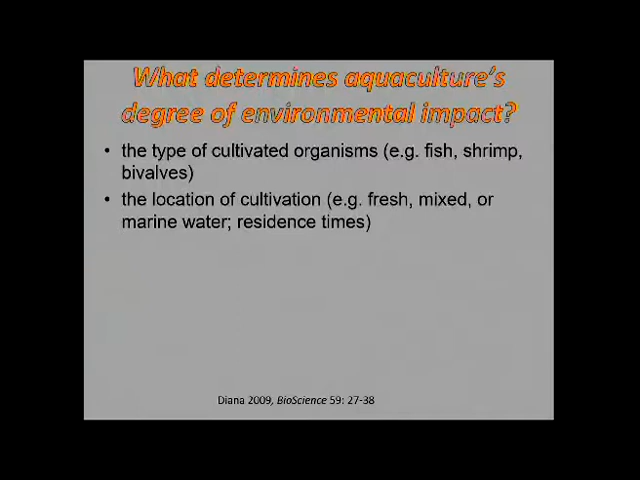 What determines aquaculture's
degree of environmental impact?
• the type of cultivated organisms (e.g. fish, shrimp,
bivalves)
• the location of cultivation (e.g. fresh, mixed, or
marine water; residence times)
Diana 2009, BioScience 59: 27-38